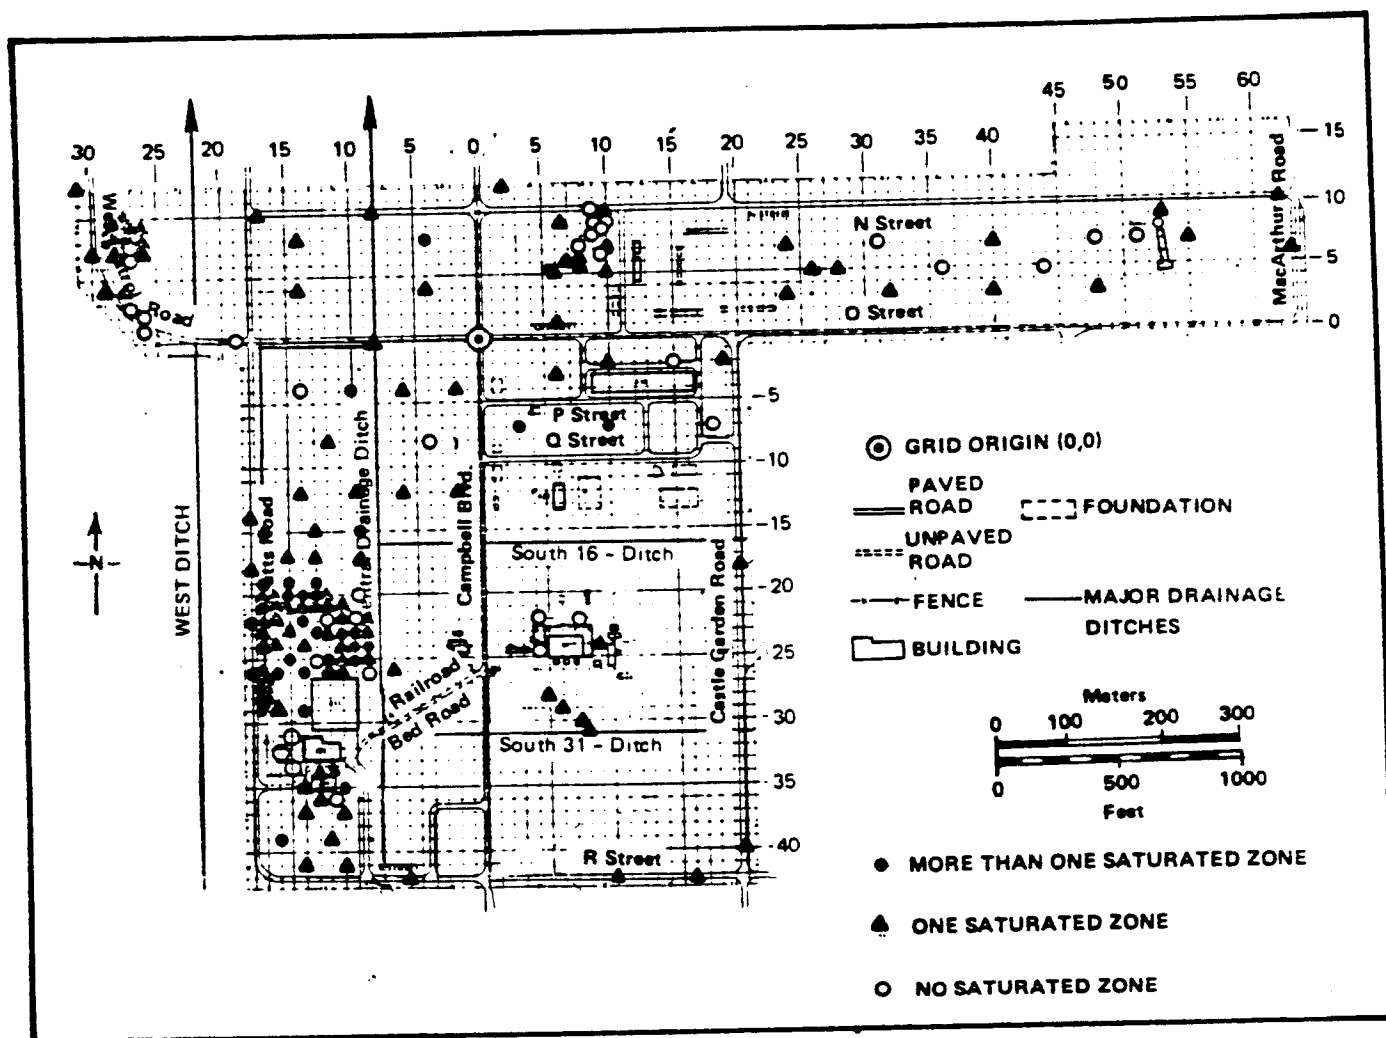 45 50 55 60
30 25 20 15 10 5 0 5 10 15 20 25 30 35 40
15
10
5
0
MacArthur Road
West
Road
N Street
O Street
5
10
15
20
25
30
35
40
P Street
Q Street
Central Drainage Ditch
Campbell Blvd.
Castle Garden Road
WEST DITCH
N
South 16 - Ditch
Railroad
Bed Road
South 31 - Ditch
R Street
GRID ORIGIN (0,0)
PAVED
ROAD
FOUNDATION
UNPAVED
ROAD
FENCE
MAJOR DRAINAGE
DITCHES
BUILDING
Meters
0 100 200 300
0 500 1000
Feet
MORE THAN ONE SATURATED ZONE
ONE SATURATED ZONE
NO SATURATED ZONE